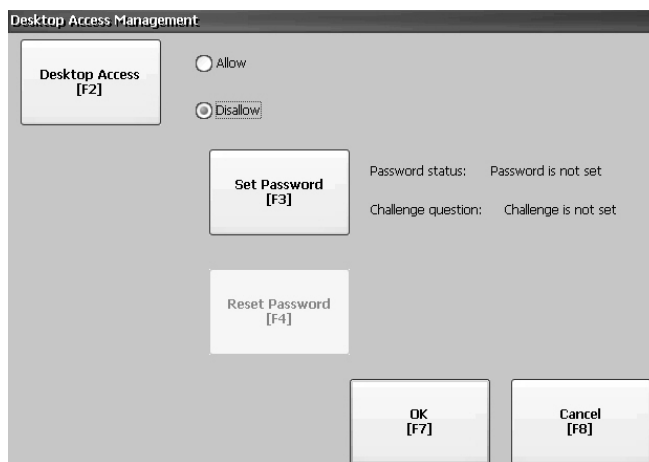 Desktop Access Management
Desktop Access
[F2]
Allow
Disallow
Set Password
[F3]
Password status: Password is not set
Challenge question: Challenge is not set
Reset Password
[F4]
OK
[F7]
Cancel
[F8]